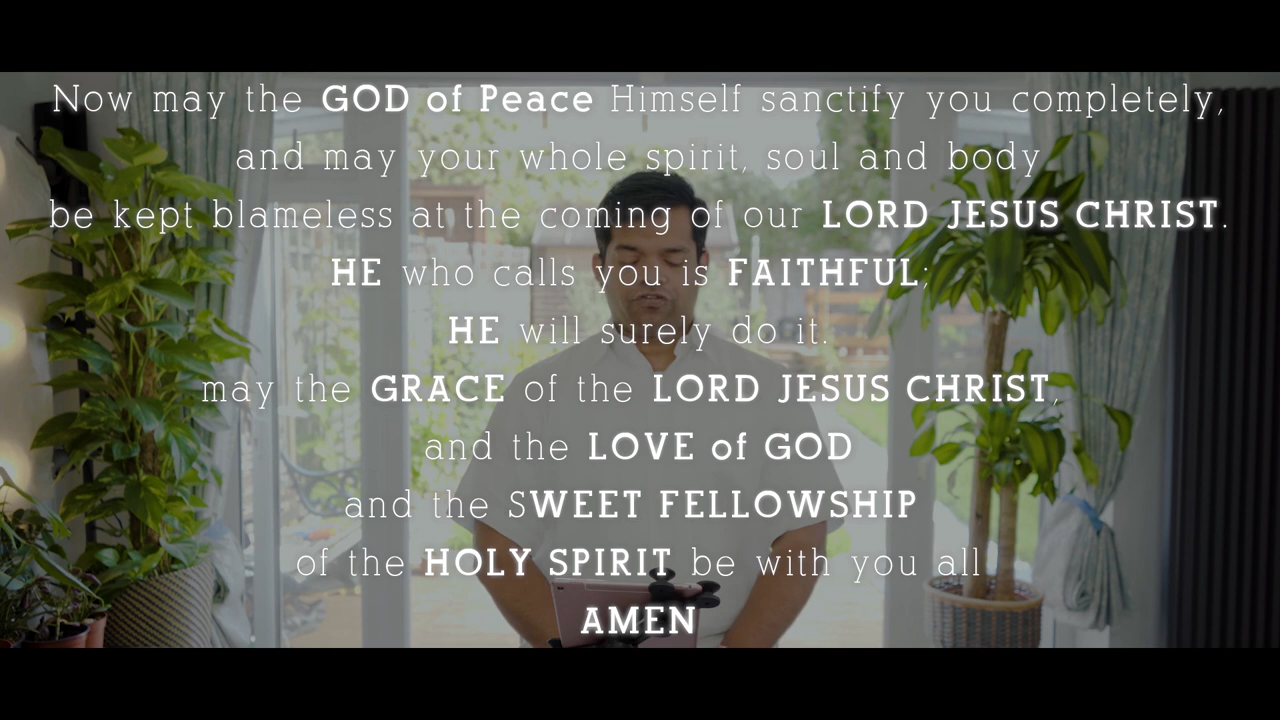 Now may the GOD of Peace Himself sanctify you completely,
and may your whole spirit, soul and body
be kept blameless at the coming of our LORD JESUS CHRIST.
HE who calls you is FAITHFUL;
HE will surely do it.
may the GRACE of the LORD JESUS CHRIST,
and the LOVE of GOD
and the SWEET FELLOWSHIP
of the HOLY SPIRIT be with you all
AMEN